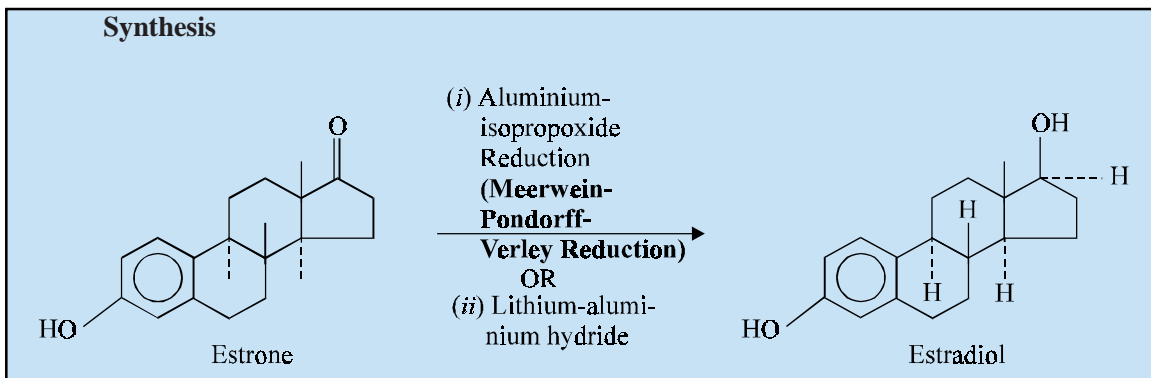 Synthesis
O
HO
Estrone
(i) Aluminium-
isopropoxide
Reduction
(Meerwein-
Pondorff-
Verley Reduction)
OR
(ii) Lithium-alumi-
nium hydride
OH
H
H
H
H
HO
Estradiol